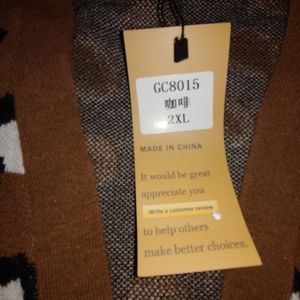 GC8015
咖啡
2XL
MADE IN CHINA
It would be great
appreciate you
Write a customer review
to help others
make better choices.